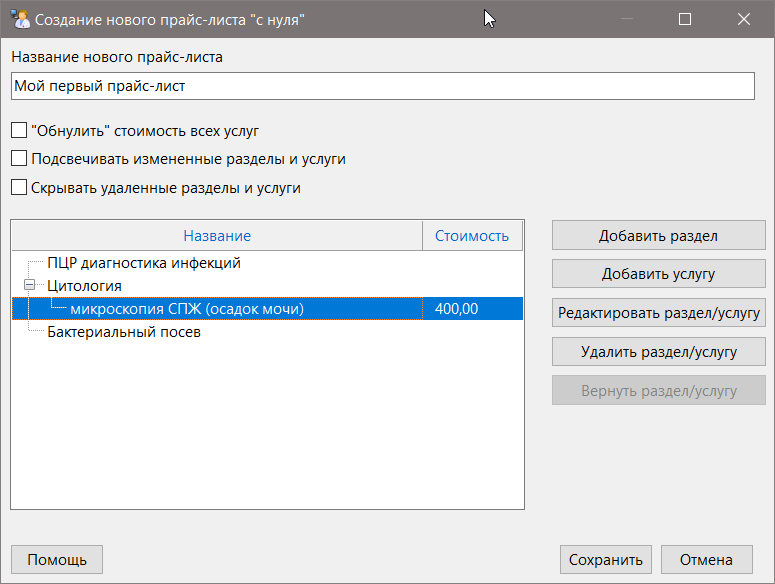 Создание нового прайс-листа "с нуля"
Название нового прайс-листа
Мой первый прайс-лист
"Обнулить" стоимость всех услуг
Подсвечивать измененные разделы и услуги
Скрывать удаленные разделы и услуги
Название Стоимость
ПЦР диагностика инфекций
Цитология
микроскопия СПЖ (осадок мочи) 400,00
Бактериальный посев
Добавить раздел
Добавить услугу
Редактировать раздел/услугу
Удалить раздел/услугу
Вернуть раздел/услугу
Помощь Сохранить Отмена